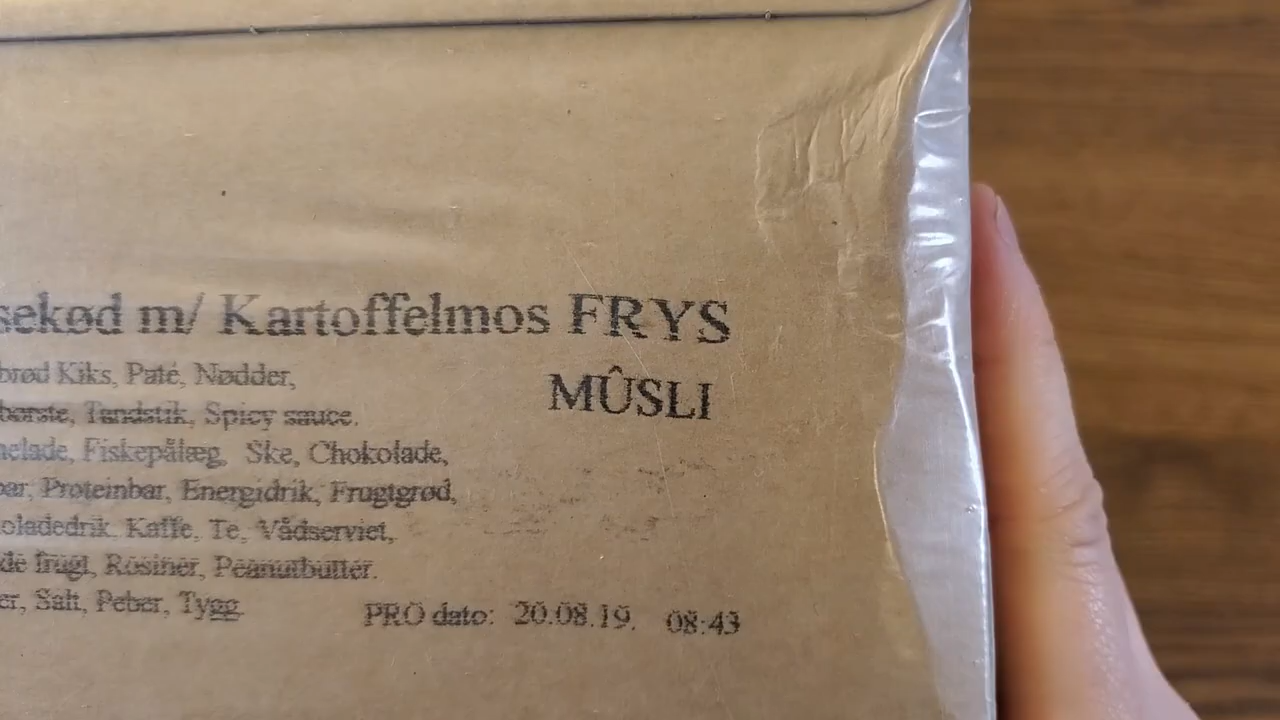 sekød m/ Kartoffelmos FRYS
MÛSLI
brød Kiks, Paté, Nødder,
børste, Tandstik, Spicy sauce.
nelade, Fiskepålæg, Ske, Chokolade,
bar, Proteinbar, Energidrik, Frugtgrød,
oladedrik. Kaffe, Te, Vådserviet,
de frugt, Rosiner, Peanutbutter.
er, Salt, Peber, Tygg
PRO dato: 20.08.19. 08:43